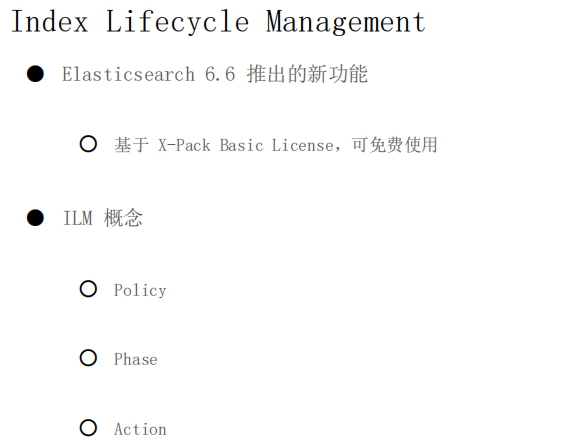 Index Lifecycle Management
Elasticsearch 6.6 推出的新功能
基于 X-Pack Basic License，可免费使用
ILM 概念
Policy
Phase
Action